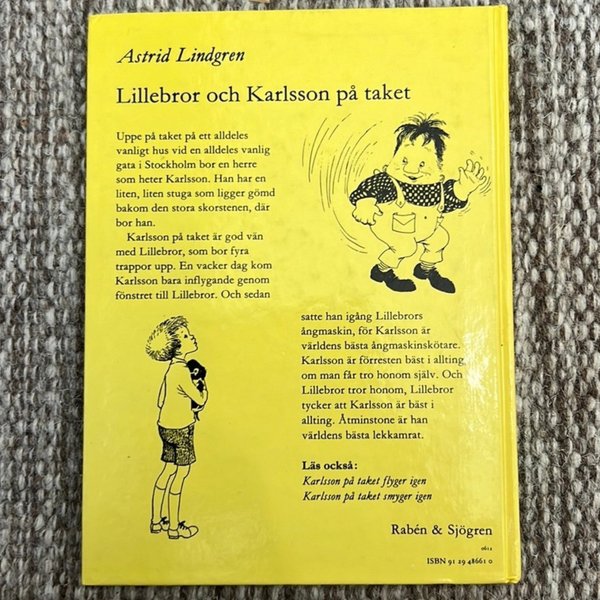 Astrid Lindgren
Lillebror och Karlsson på taket
Uppe på taket på ett alldeles
vanligt hus vid en alldeles vanlig
gata i Stockholm bor en herre
som heter Karlsson. Han har en
liten, liten stuga som ligger gömd
bakom den stora skorstenen, där
bor han.
Karlsson på taket är god vän
med Lillebror, som bor fyra
trappor upp. En vacker dag kom
Karlsson bara inflygande genom
fönstret till Lillebror. Och sedan
satte han igång Lillebrors
ångmaskin, för Karlsson är
världens bästa ångmaskinskötare.
Karlsson är förresten bäst i allting,
om man får tro honom själv. Och
Lillebror tror honom, Lillebror
tycker att Karlsson är bäst i
allting. Åtminstone är han
världens bästa lekkamrat.
Läs också:
Karlsson på taket flyger igen
Karlsson på taket smyger igen
Rabén & Sjögren
0612
ISBN 91 29 48661 0